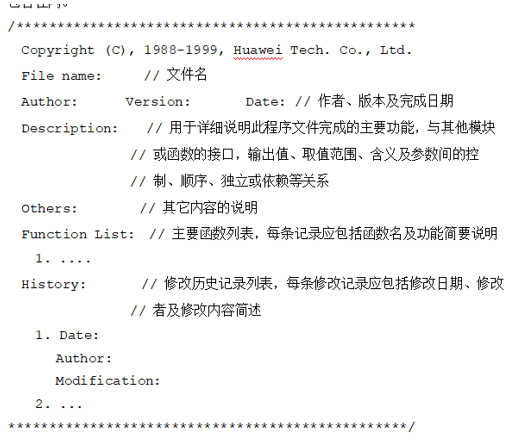 /*************************************************
Copyright (C), 1988-1999, Huawei Tech. Co., Ltd.
File name: // 文件名
Author: Version: Date: // 作者、版本及完成日期
Description: // 用于详细说明此程序文件完成的主要功能，与其他模块
// 或函数的接口，输出值、取值范围、含义及参数间的控
// 制、顺序、独立或依赖等关系
Others: // 其它内容的说明
Function List: // 主要函数列表，每条记录应包括函数名及功能简要说明
1. ....
History: // 修改历史记录列表，每条修改记录应包括修改日期、修改
// 者及修改内容简述
1. Date:
Author:
Modification:
2. ...
*************************************************/